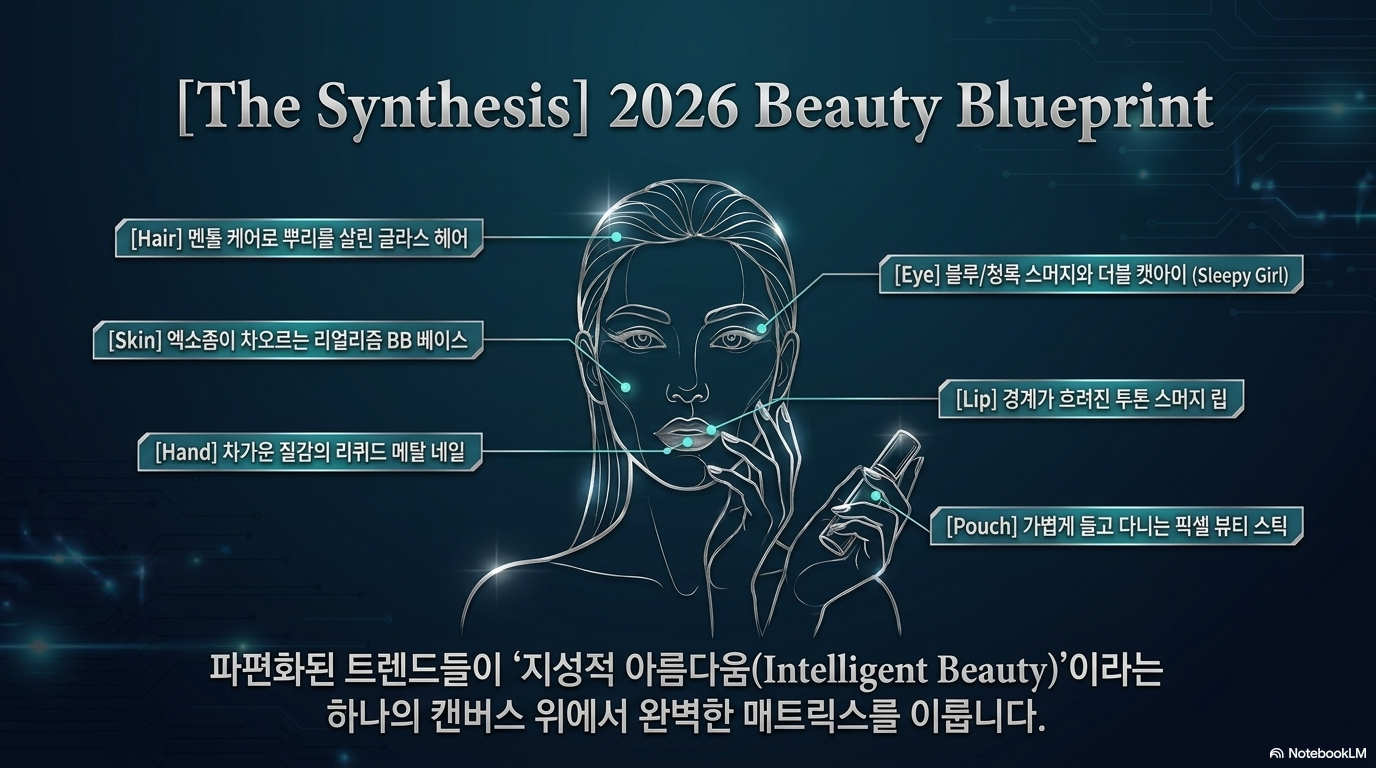 [The Synthesis] 2026 Beauty Blueprint
[Hair] 멘톨 케어로 뿌리를 살린 글라스 헤어
[Skin] 엑소좀이 차오르는 리얼리즘 BB 베이스
[Hand] 차가운 질감의 리퀴드 메탈 네일
[Eye] 블루/청록 스머지와 더블 캣아이 (Sleepy Girl)
[Lip] 경계가 흐려진 투톤 스머지 립
[Pouch] 가볍게 들고 다니는 픽셀 뷰티 스틱
파편화된 트렌드들이 ‘지성적 아름다움(Intelligent Beauty)’이라는
하나의 캔버스 위에서 완벽한 매트릭스를 이룹니다.
NotebookLM